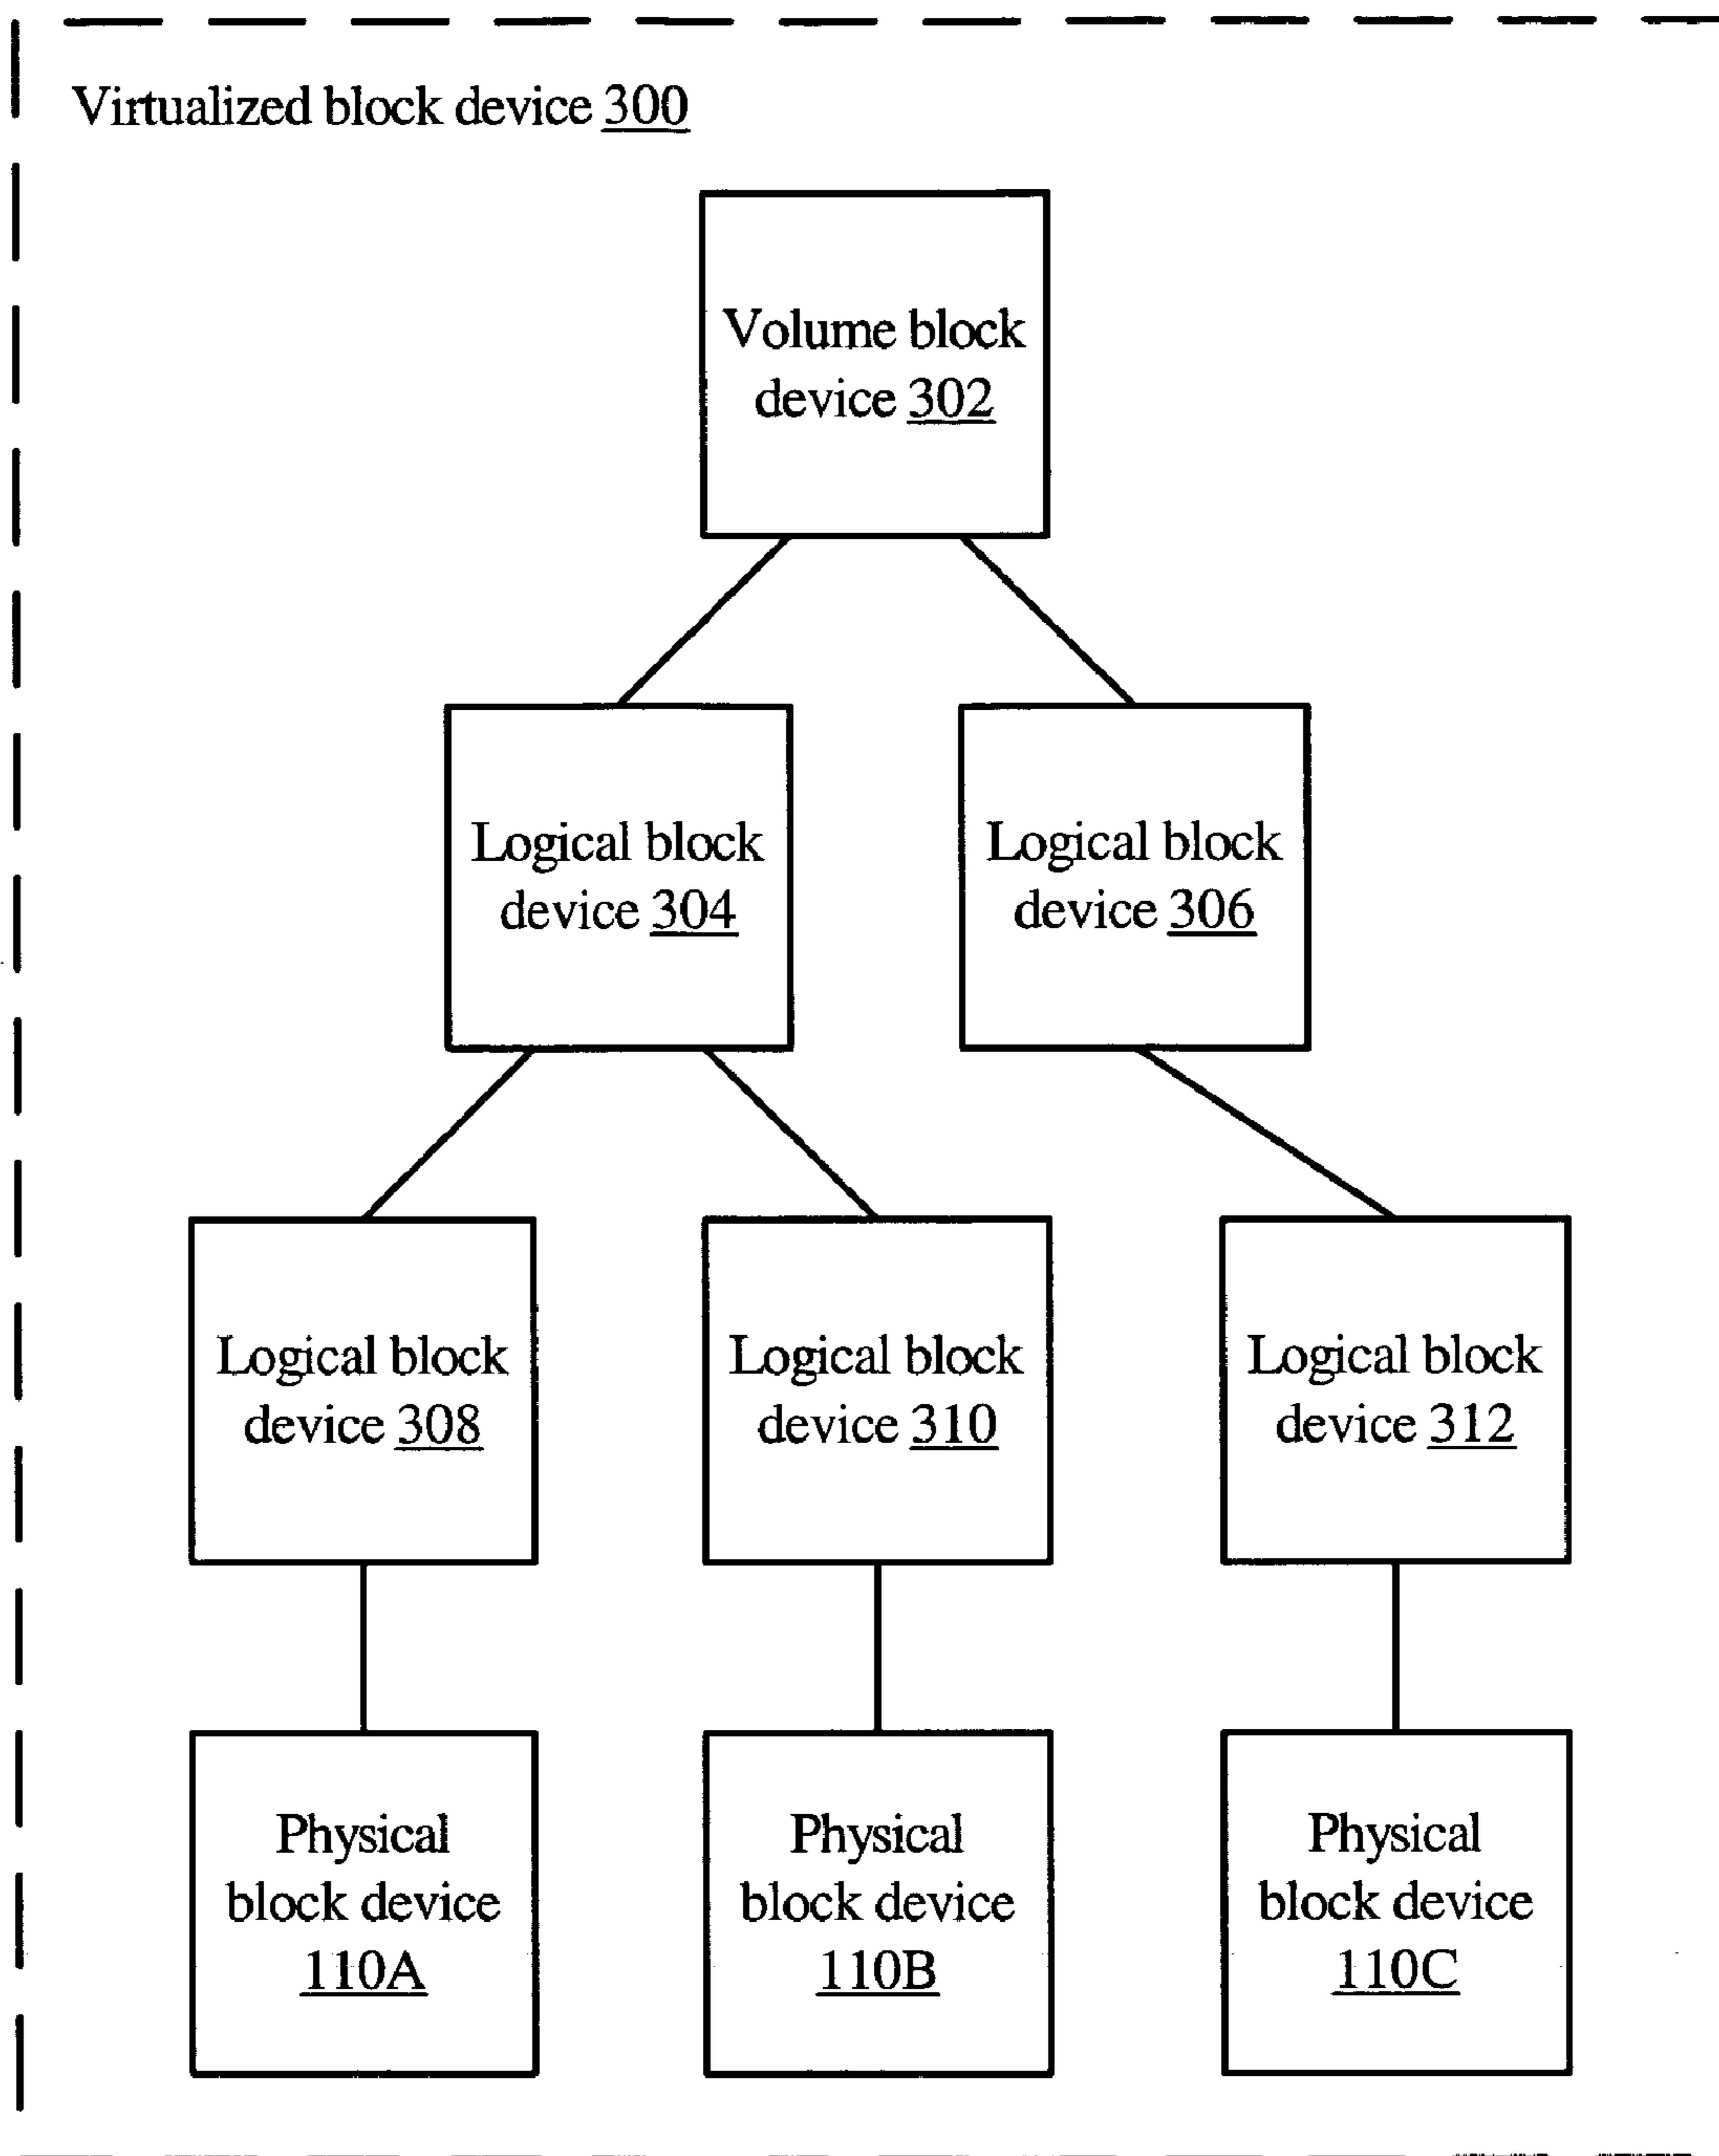 Virtualized block device 300
Volume block
device 302
Logical block
device 304
Logical block
device 306
Logical block
device 308
Logical block
device 310
Logical block
device 312
Physical
block device
110A
Physical
block device
110B
Physical
block device
110C